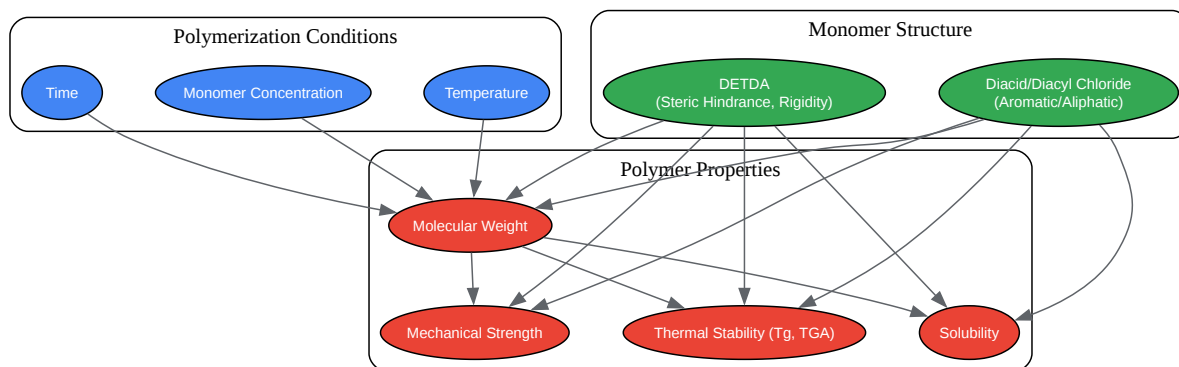 Polymerization Conditions
Monomer Structure
Time
Monomer Concentration
Temperature
DETDA
(Steric Hindrance, Rigidity)
Diacid/Diacyl Chloride
(Aromatic/Aliphatic)
Polymer Properties
Molecular Weight
Mechanical Strength
Thermal Stability (Tg, TGA)
Solubility